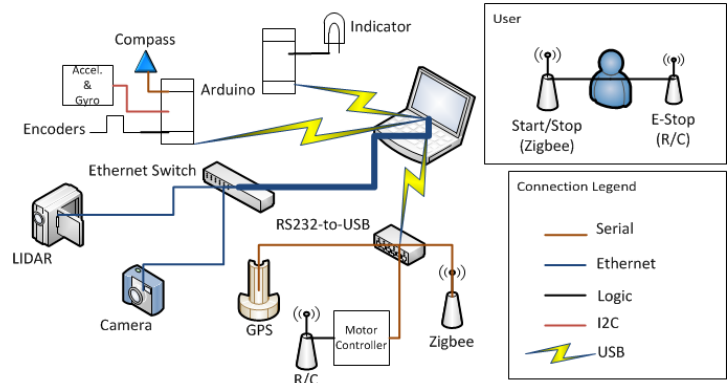 Compass
Indicator
Accel.
&
Gyro
Arduino
Encoders
Ethernet Switch
LIDAR
Camera
RS232-to-USB
GPS
R/C
Motor
Controller
Zigbee
User
Start/Stop
(Zigbee)
E-Stop
(R/C)
Connection Legend
Serial
Ethernet
Logic
I2C
USB